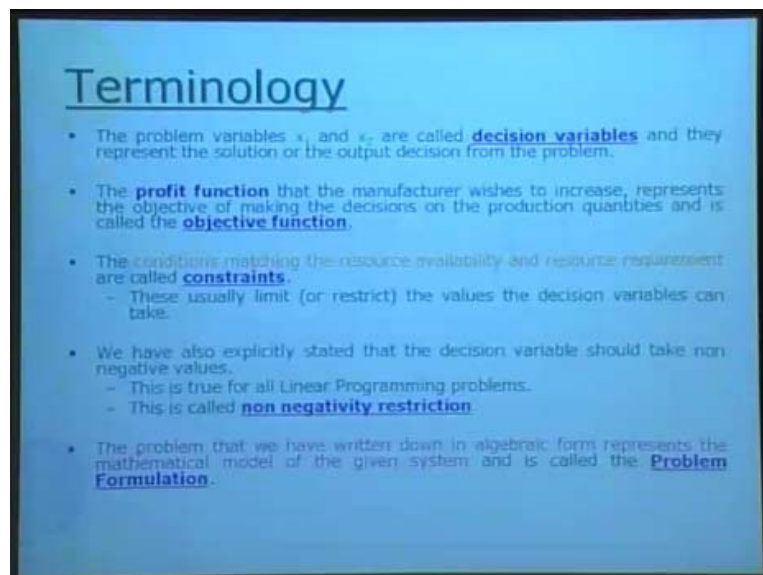 Terminology
• The problem variables x₁ and x₂ are called decision variables and they
represent the solution or the output decision from the problem.
• The profit function that the manufacturer wishes to increase, represents
the objective of making the decisions on the production quantities and is
called the objective function.
• The conditions matching the resource availability and resource requirement
are called constraints.
– These usually limit (or restrict) the values the decision variables can
take.
• We have also explicitly stated that the decision variable should take non
negative values.
– This is true for all Linear Programming problems.
– This is called non negativity restriction
• The problem that we have written down in algebraic form represents the
mathematical model of the given system and is called the Problem
Formulation.